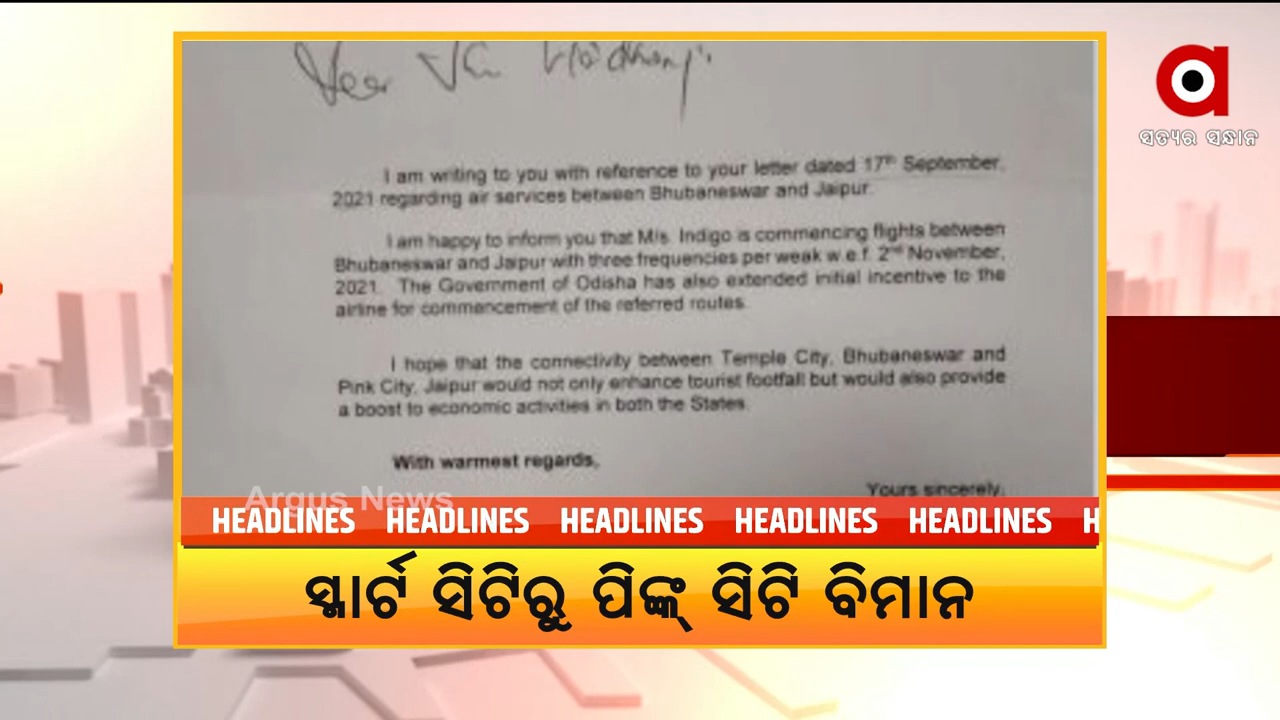 Dear
ସତ୍ୟର ସନ୍ଧାନ
I am writing to you with reference to your letter dated 17th September,
2021 regarding air services between Bhubaneswar and Jaipur.
I am happy to inform you that M/s. Indigo is commencing flights between
Bhubaneswar and Jaipur with three frequencies per weak w.e.f. 2nd November,
2021. The Government of Odisha has also extended initial incentive to the
airline for commencement of the referred routes.
I hope that the connectivity between Temple City, Bhubaneswar and
Pink City, Jaipur would not only enhance tourist footfall but would also provide
a boost to economic activities in both the States.
With warmest regards,
Yours sincerely,
Argus News
HEADLINES HEADLINES HEADLINES HEADLINES HEADLINES H
ସ୍ମାର୍ଟ ସିଟିରୁ ପିଙ୍କ୍ ସିଟି ବିମାନ